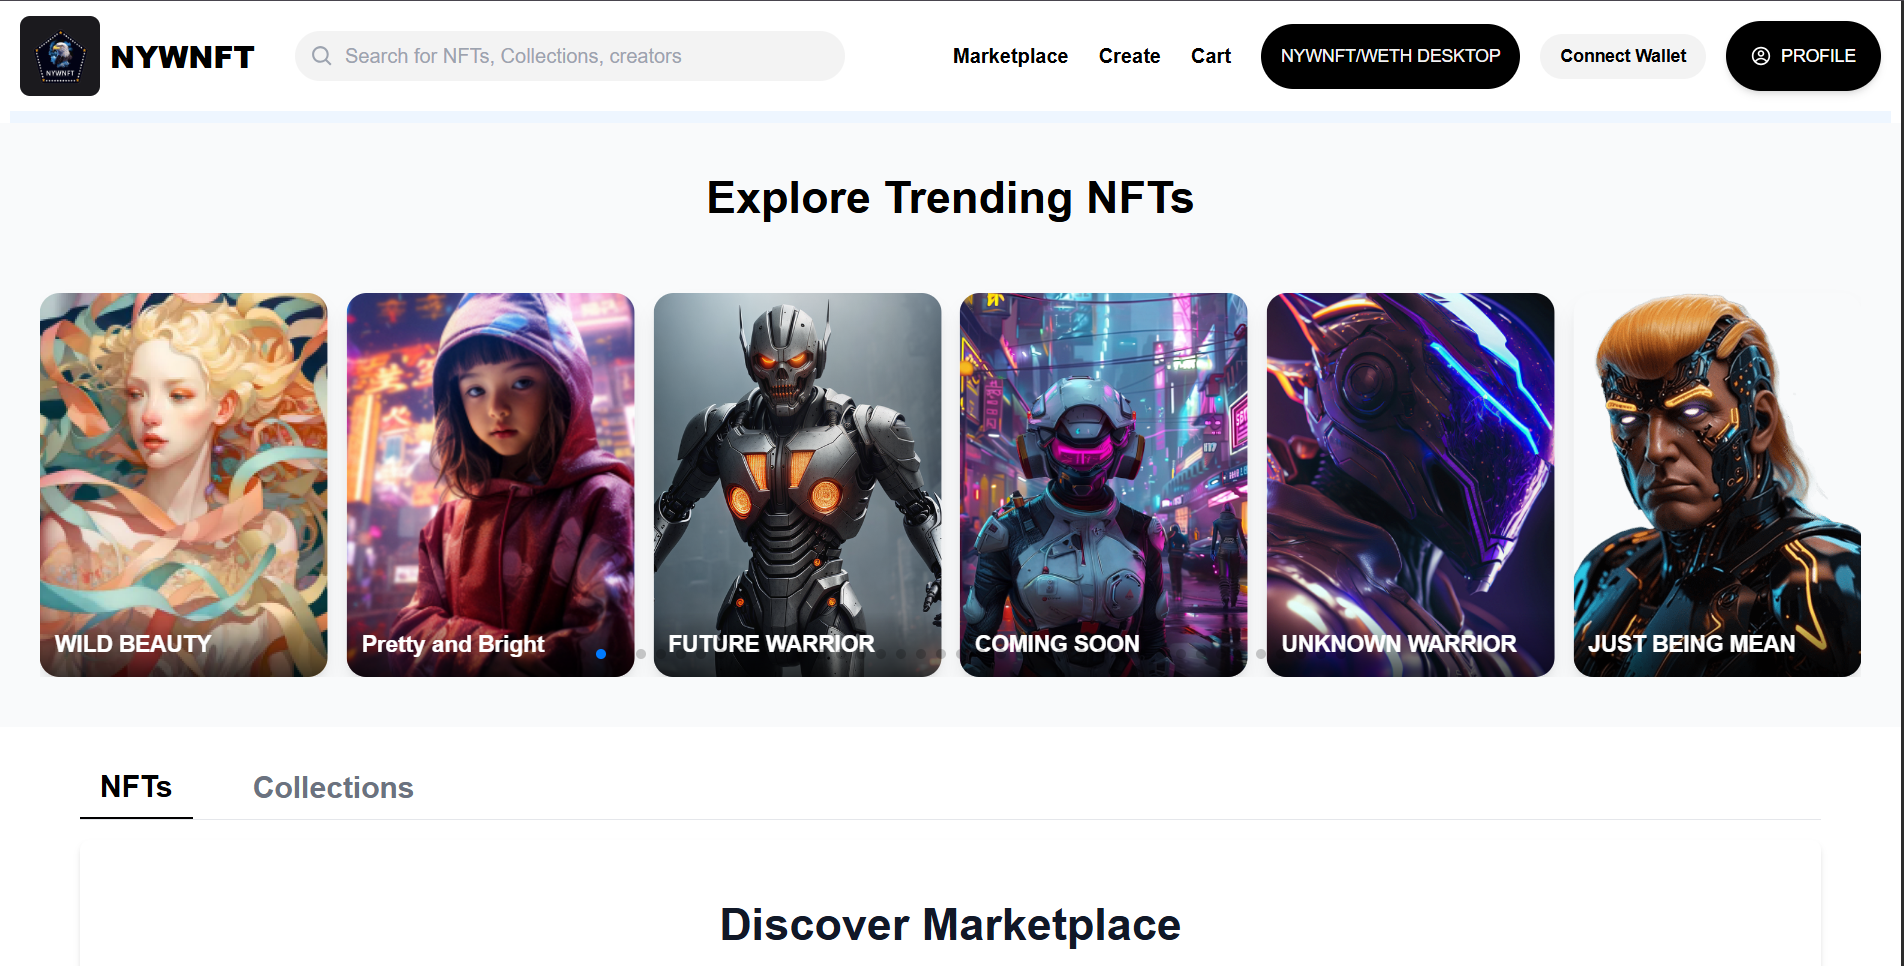 NYWNFT
NYWNFT
Search for NFTs, Collections, creators
Marketplace
Create
Cart
NYWNFT/WETH DESKTOP
Connect Wallet
PROFILE
Explore Trending NFTs
WILD BEAUTY
Pretty and Bright
FUTURE WARRIOR
COMING SOON
UNKNOWN WARRIOR
JUST BEING MEAN
NFTs
Collections
Discover Marketplace